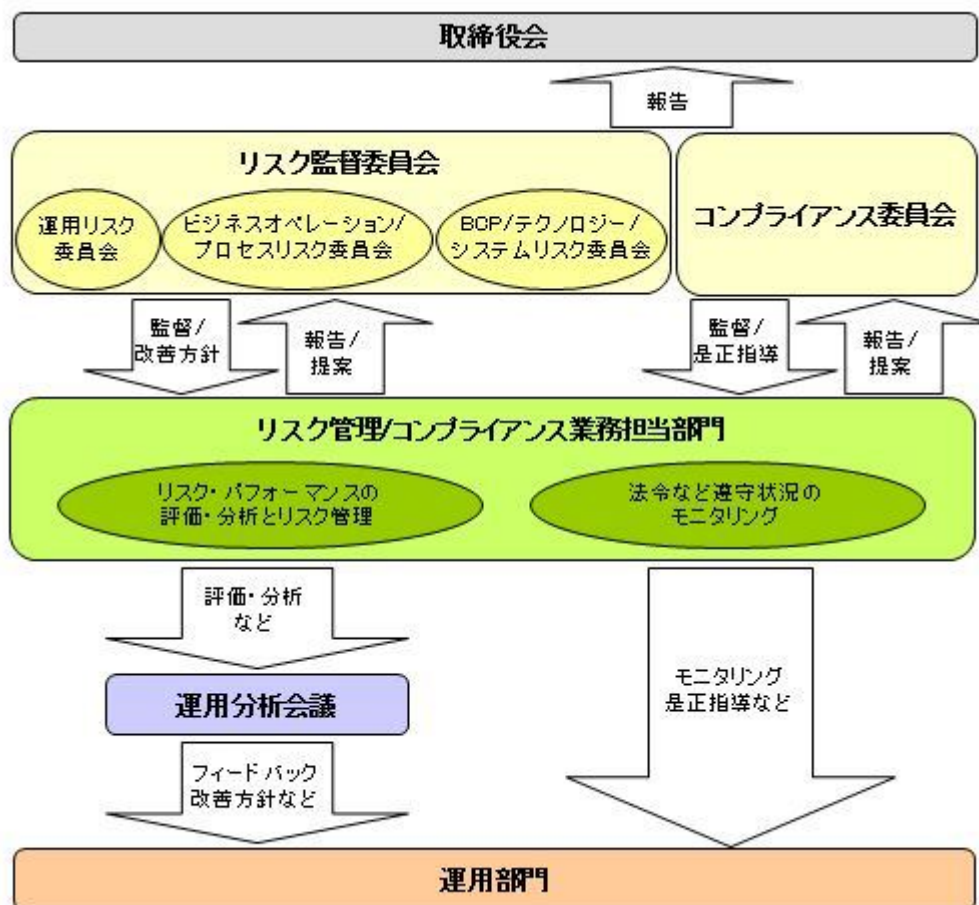 取締役会
報告
リスク監督委員会
運用リスク
委員会
ビジネスオペレーション/
プロセスリスク委員会
BCP/テクノロジー/
システムリスク委員会
コンプライアンス委員会
監督/
改善方針
報告/
提案
監督/
是正指導
報告/
提案
リスク管理/コンプライアンス業務担当部門
リスク・パフォーマンスの
評価・分析とリスク管理
法令など遵守状況の
モニタリング
評価・分析
など
運用分析会議
モニタリング
是正指導など
フィードバック
改善方針など
運用部門